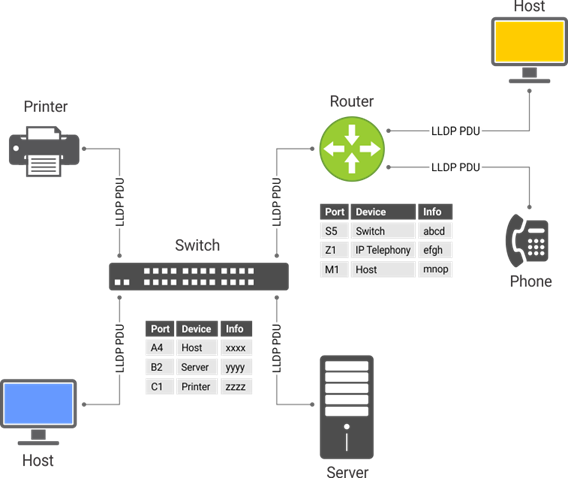 Host
Printer
Router
LLDP PDU
LLDP PDU
LLDP PDU
LLDP PDU
Port Device Info
S5 Switch abcd
Z1 IP Telephony efgh
M1 Host mnop
Phone
Switch
LLDP PDU
LLDP PDU
Port Device Info
A4 Host xxxx
B2 Server yyyy
C1 Printer zzzz
Host
Server